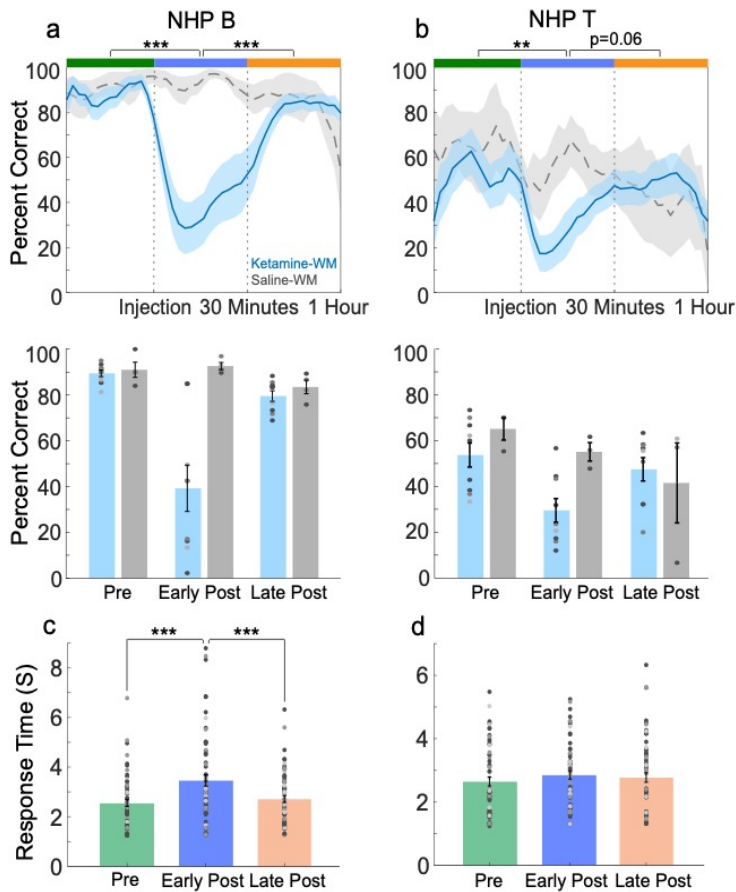 a NHP B
*** ***
100
80
60
40
20
0
Percent Correct
Ketamine-WM
Saline-WM
Injection 30 Minutes 1 Hour
b NHP T
** p=0.06
100
80
60
40
20
0
Percent Correct
Injection 30 Minutes 1 Hour
100
80
60
40
20
0
Percent Correct
Pre Early Post Late Post
100
80
60
40
20
0
Pre Early Post Late Post
c
*** ***
8
6
4
2
0
Response Time (S)
Pre Early Post Late Post
d
6
4
2
0
Pre Early Post Late Post